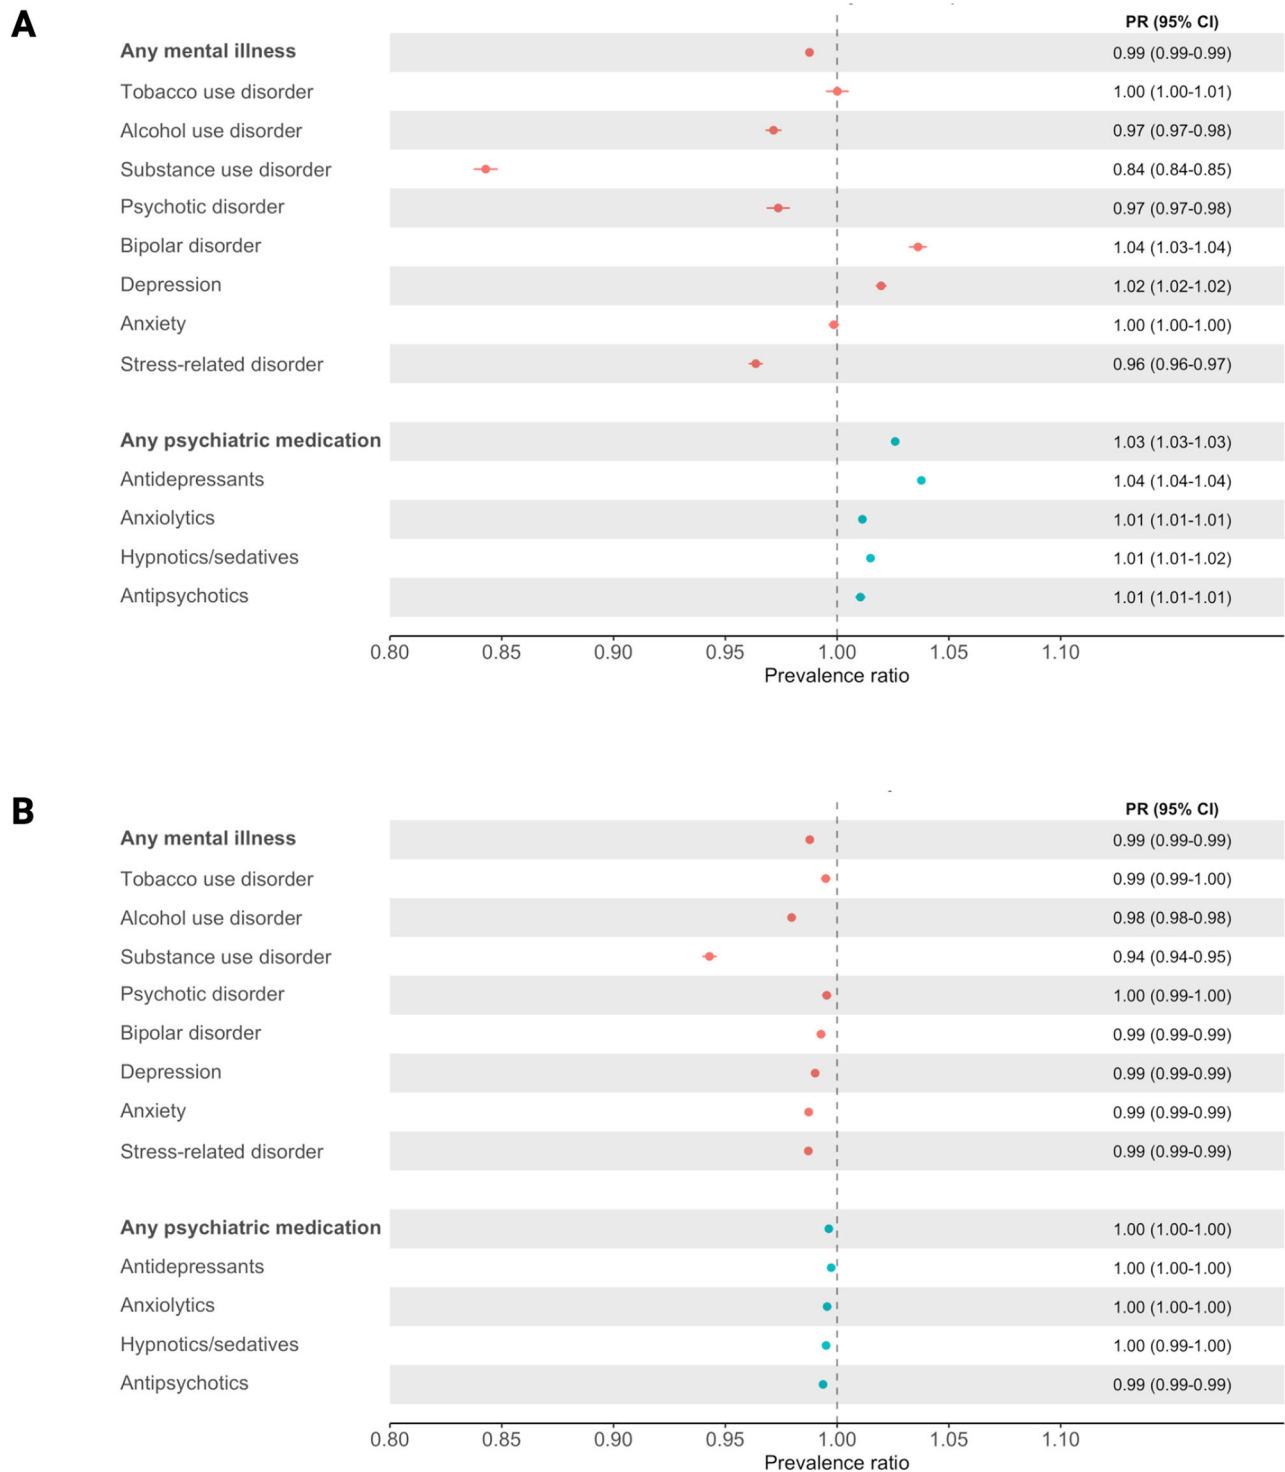 A
PR (95% CI)
Any mental illness 0.99 (0.99-0.99)
Tobacco use disorder 1.00 (1.00-1.01)
Alcohol use disorder 0.97 (0.97-0.98)
Substance use disorder 0.84 (0.84-0.85)
Psychotic disorder 0.97 (0.97-0.98)
Bipolar disorder 1.04 (1.03-1.04)
Depression 1.02 (1.02-1.02)
Anxiety 1.00 (1.00-1.00)
Stress-related disorder 0.96 (0.96-0.97)
Any psychiatric medication 1.03 (1.03-1.03)
Antidepressants 1.04 (1.04-1.04)
Anxiolytics 1.01 (1.01-1.01)
Hypnotics/sedatives 1.01 (1.01-1.02)
Antipsychotics 1.01 (1.01-1.01)
0.80 0.85 0.90 0.95 1.00 1.05 1.10
Prevalence ratio
B
PR (95% CI)
Any mental illness 0.99 (0.99-0.99)
Tobacco use disorder 0.99 (0.99-1.00)
Alcohol use disorder 0.98 (0.98-0.98)
Substance use disorder 0.94 (0.94-0.95)
Psychotic disorder 1.00 (0.99-1.00)
Bipolar disorder 0.99 (0.99-0.99)
Depression 0.99 (0.99-0.99)
Anxiety 0.99 (0.99-0.99)
Stress-related disorder 0.99 (0.99-0.99)
Any psychiatric medication 1.00 (1.00-1.00)
Antidepressants 1.00 (1.00-1.00)
Anxiolytics 1.00 (1.00-1.00)
Hypnotics/sedatives 1.00 (0.99-1.00)
Antipsychotics 0.99 (0.99-0.99)
0.80 0.85 0.90 0.95 1.00 1.05 1.10
Prevalence ratio